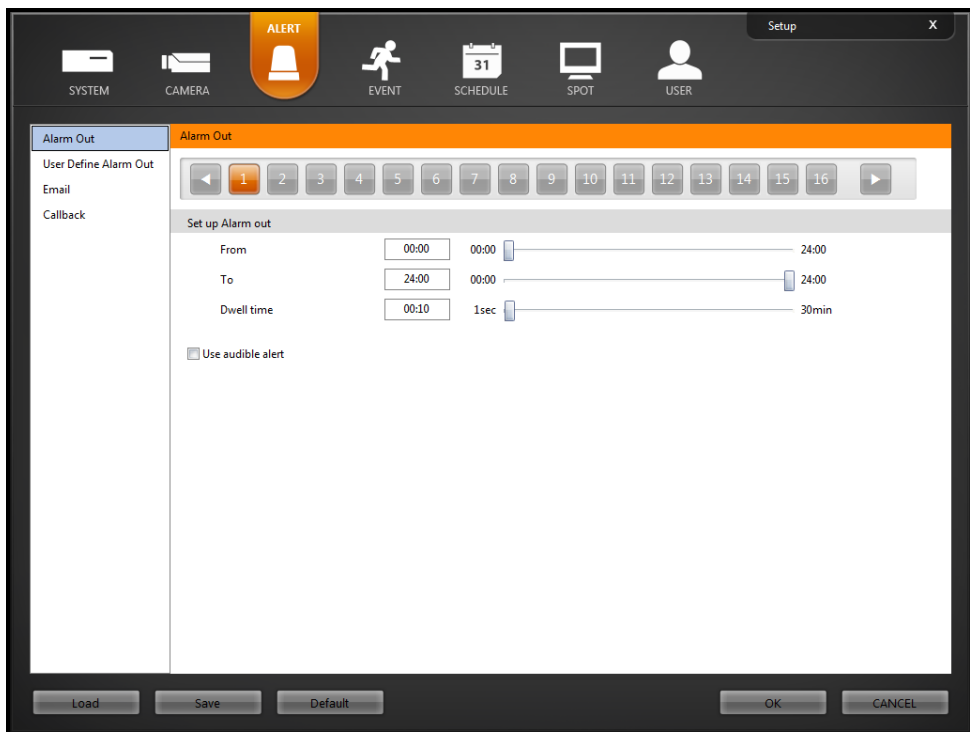 ALERT
Setup X
31
SYSTEM CAMERA EVENT SCHEDULE SPOT USER
Alarm Out
User Define Alarm Out
Email
Callback
Alarm Out
1 2 3 4 5 6 7 8 9 10 11 12 13 14 15 16
Set up Alarm out
From 00:00 00:00 24:00
To 24:00 00:00 24:00
Dwell time 00:10 1sec 30min
Use audible alert
Load Save Default OK CANCEL